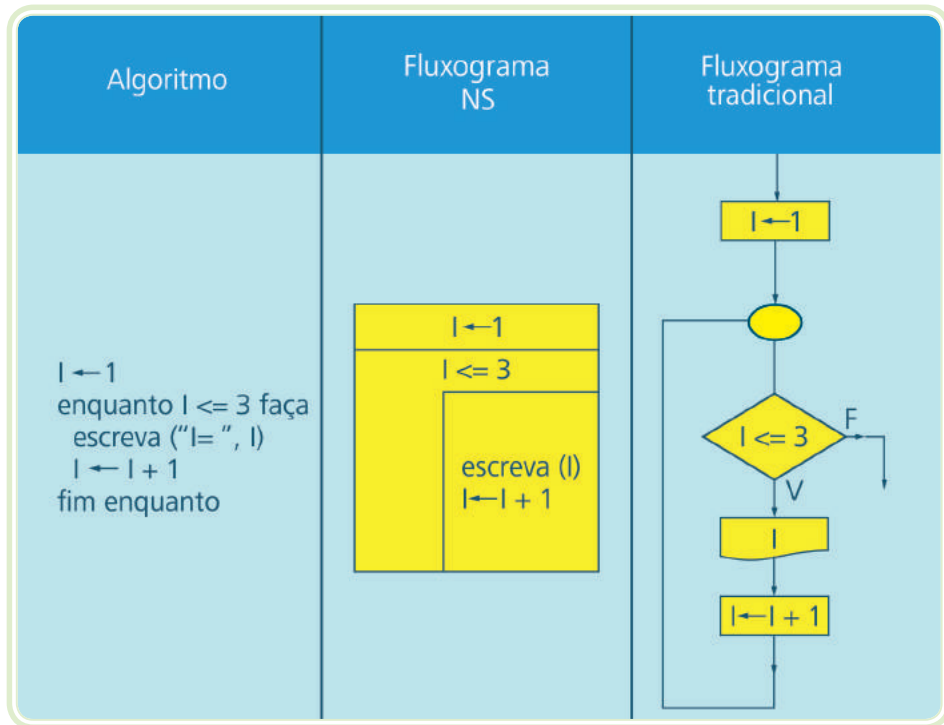 Algoritmo
Fluxograma
NS
Fluxograma
tradicional
I ← 1
enquanto I <= 3 faça
escreva (“I= ”, I)
I ← I + 1
fim enquanto
I ← 1
I <= 3
escreva (I)
I ← I + 1
I ← 1
I <= 3
F
V
I
I ← I + 1